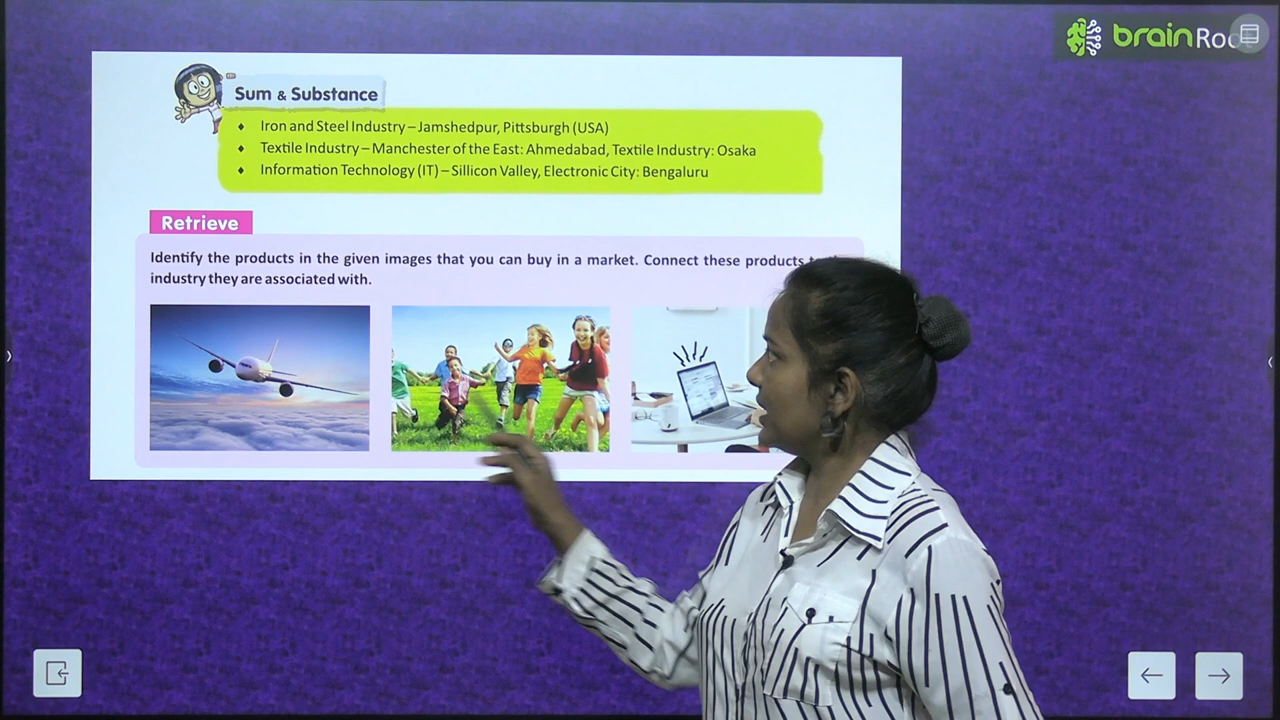 brainRo
Sum & Substance
♦ Iron and Steel Industry – Jamshedpur, Pittsburgh (USA)
♦ Textile Industry – Manchester of the East: Ahmedabad, Textile Industry: Osaka
♦ Information Technology (IT) – Sillicon Valley, Electronic City: Bengaluru
Retrieve
Identify the products in the given images that you can buy in a market. Connect these products
industry they are associated with.